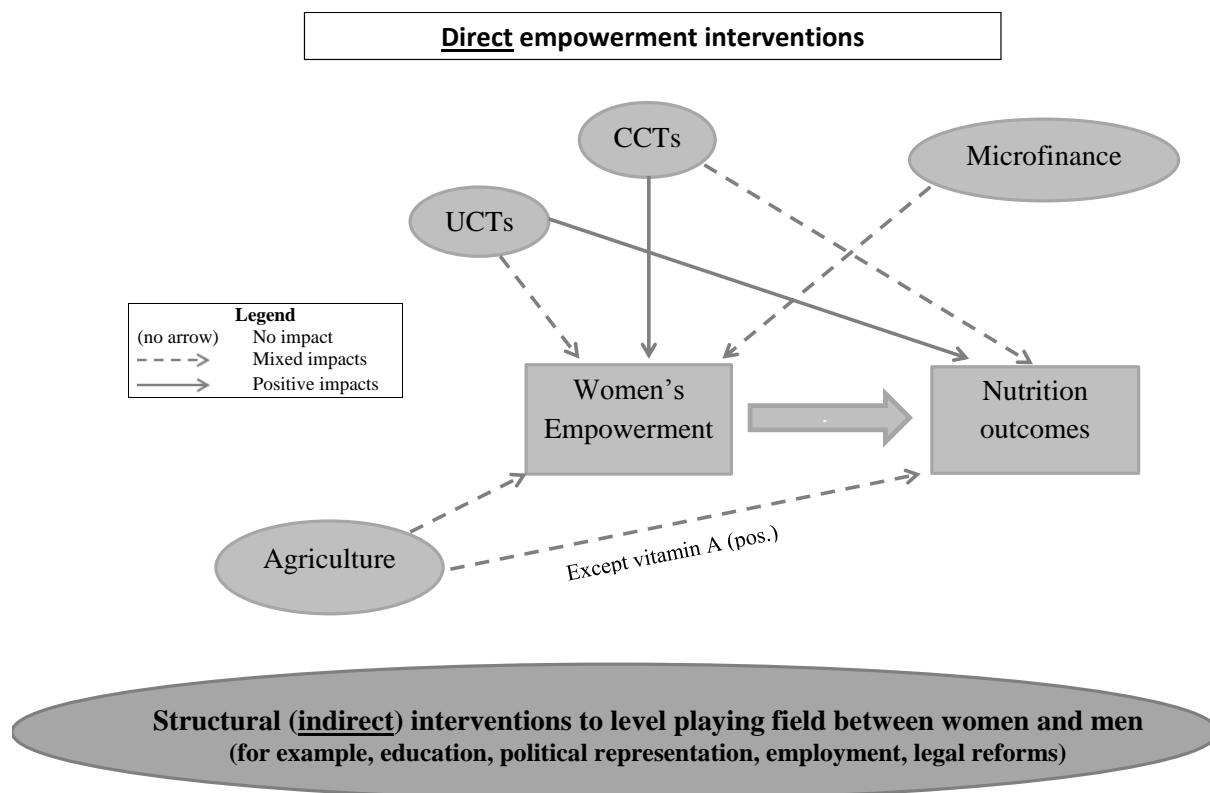 Direct empowerment interventions
CCTs
Microfinance
UCTs
Legend
(no arrow) No impact
Mixed impacts
Positive impacts
Women’s
Empowerment
Nutrition
outcomes
Agriculture
Except vitamin A (pos.)
Structural (indirect) interventions to level playing field between women and men
(for example, education, political representation, employment, legal reforms)